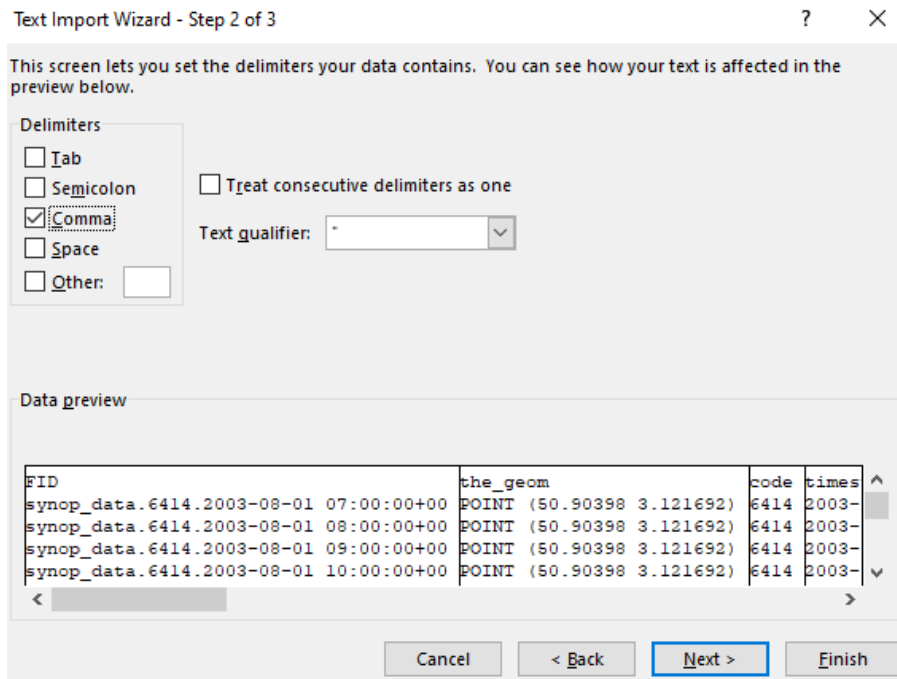 Text Import Wizard - Step 2 of 3 ? ×
This screen lets you set the delimiters your data contains. You can see how your text is affected in the
preview below.
Delimiters
Tab
Semicolon
Comma
Space
Other:
Treat consecutive delimiters as one
Text qualifier: "
Data preview
FID the_geom code times
synop_data.6414.2003-08-01 07:00:00+00 POINT (50.90398 3.121692) 6414 2003-
synop_data.6414.2003-08-01 08:00:00+00 POINT (50.90398 3.121692) 6414 2003-
synop_data.6414.2003-08-01 09:00:00+00 POINT (50.90398 3.121692) 6414 2003-
synop_data.6414.2003-08-01 10:00:00+00 POINT (50.90398 3.121692) 6414 2003-
Cancel < Back Next > Finish